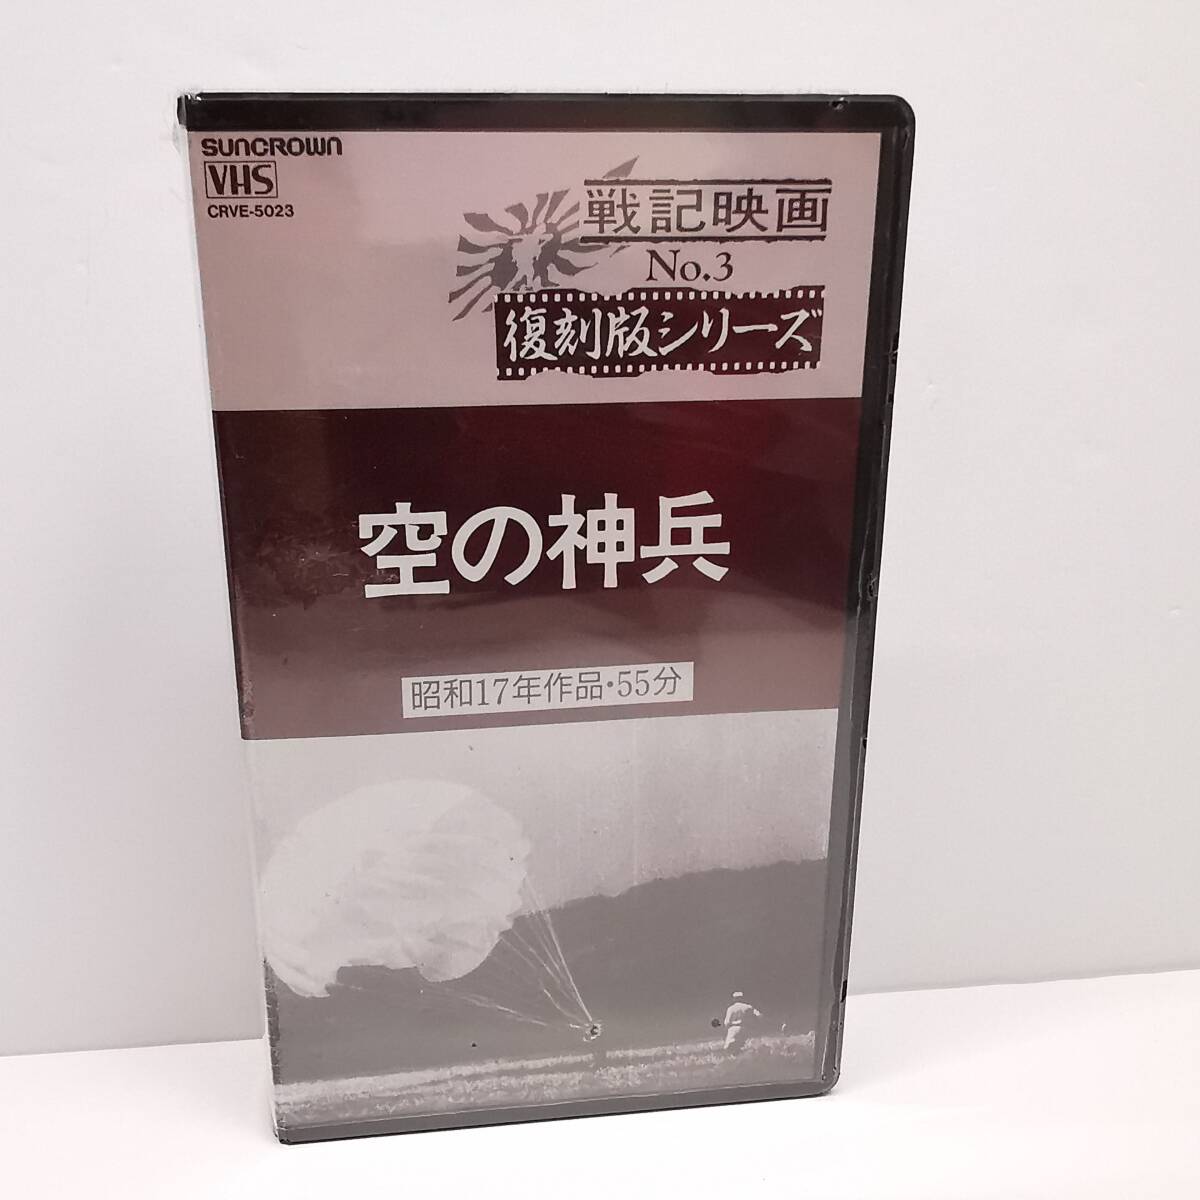 SUNCROWN
VHS
CRVE-5023
戦記映画
No.3
復刻版シリーズ
空の神兵
昭和17年作品・55分